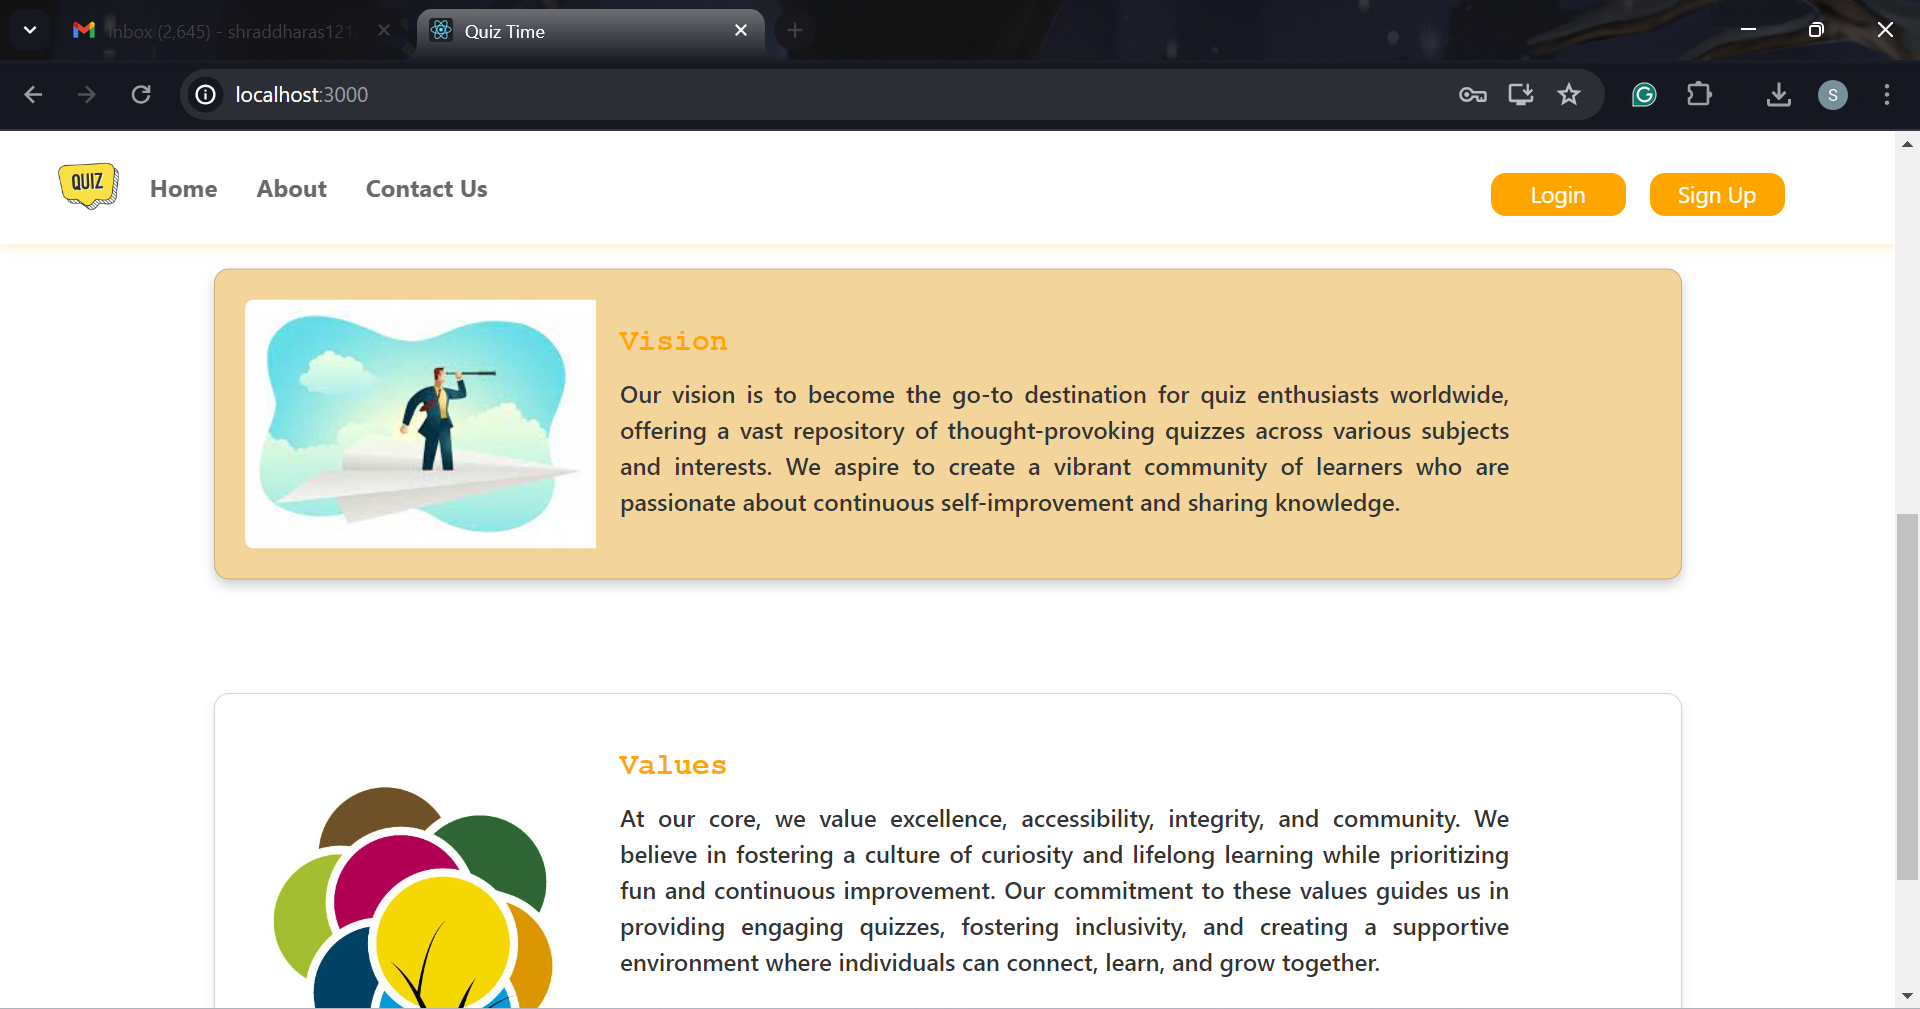 Inbox (2,645) - shraddharas121
Quiz Time
localhost:3000
S
QUIZ
Home
About
Contact Us
Login
Sign Up
Vision
Our vision is to become the go-to destination for quiz enthusiasts worldwide,
offering a vast repository of thought-provoking quizzes across various subjects
and interests. We aspire to create a vibrant community of learners who are
passionate about continuous self-improvement and sharing knowledge.
Values
At our core, we value excellence, accessibility, integrity, and community. We
believe in fostering a culture of curiosity and lifelong learning while prioritizing
fun and continuous improvement. Our commitment to these values guides us in
providing engaging quizzes, fostering inclusivity, and creating a supportive
environment where individuals can connect, learn, and grow together.